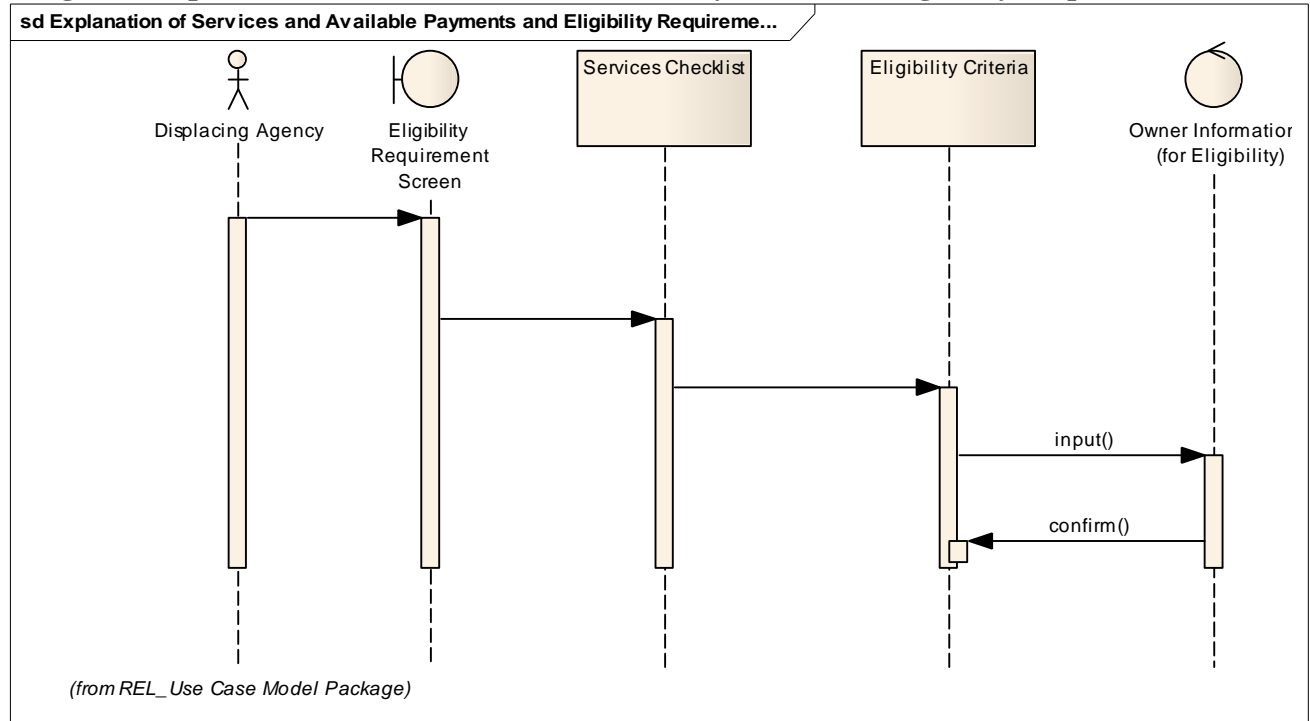 sd Explanation of Services and Available Payments and Eligibility Requireme...
Displacing Agency
Eligibility
Requirement
Screen
Services Checklist
Eligibility Criteria
Owner Information
(for Eligibility)
input()
confirm()
(from REL_Use Case Model Package)